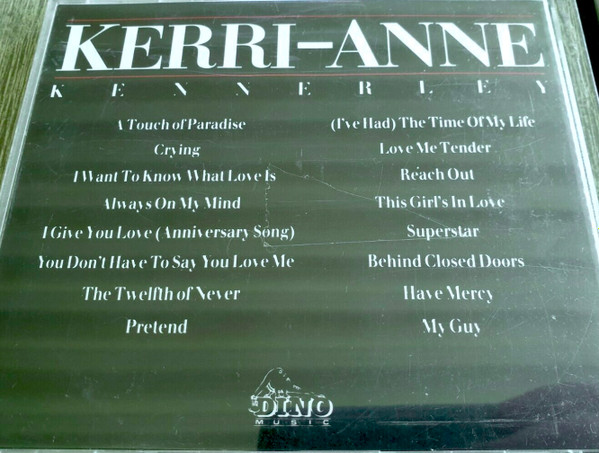 KERRI–ANNE
KENNERLEY
A Touch of Paradise
Crying
I Want To Know What Love Is
Always On My Mind
I Give You Love (Anniversary Song)
You Don't Have To Say You Love Me
The Twelfth of Never
Pretend
(I've Had) The Time Of My Life
Love Me Tender
Reach Out
This Girl's In Love
Superstar
Behind Closed Doors
Have Mercy
My Guy
DINO
MUSIC